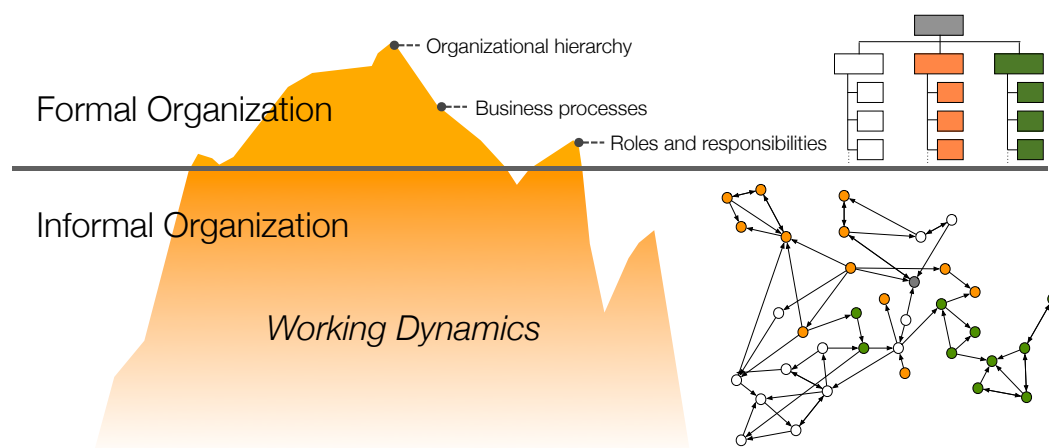 Organizational hierarchy
Formal Organization
Business processes
Roles and responsibilities
Informal Organization
Working Dynamics